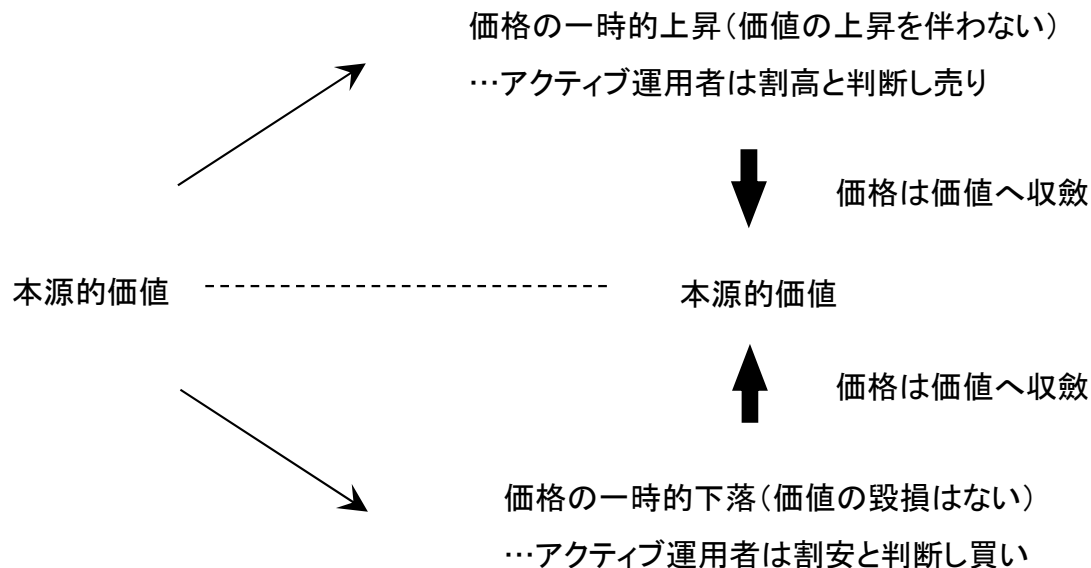 価格の一時的上昇（価値の上昇を伴わない）
…アクティブ運用者は割高と判断し売り
価格は価値へ収斂
本源的価値
本源的価値
価格は価値へ収斂
価格の一時的下落（価値の毀損はない）
…アクティブ運用者は割安と判断し買い